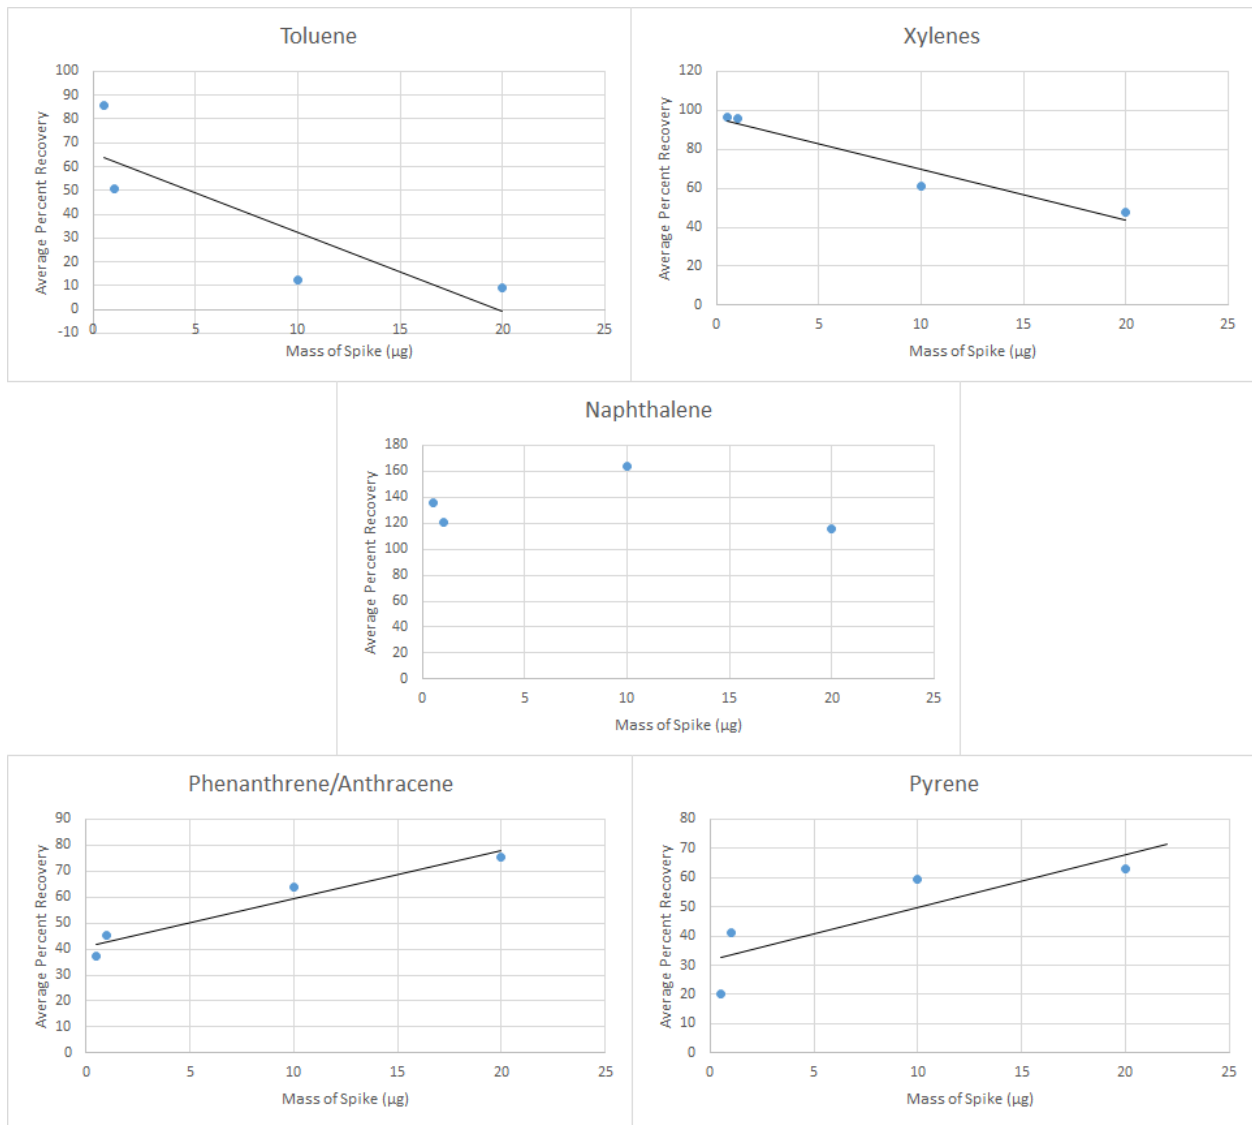 Toluene
Average Percent Recovery
100
90
80
70
60
50
40
30
20
10
0
-10
0 5 10 15 20 25
Mass of Spike (µg)
Xylenes
Average Percent Recovery
120
100
80
60
40
20
0
0 5 10 15 20 25
Mass of Spike (µg)
Naphthalene
Average Percent Recovery
180
160
140
120
100
80
60
40
20
0
0 5 10 15 20 25
Mass of Spike (µg)
Phenanthrene/Anthracene
Average Percent Recovery
90
80
70
60
50
40
30
20
10
0
0 5 10 15 20 25
Mass of Spike (µg)
Pyrene
Average Percent Recovery
80
70
60
50
40
30
20
10
0
0 5 10 15 20 25
Mass of Spike (µg)